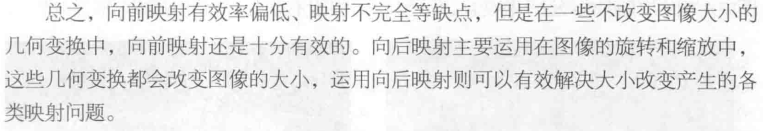 总之，向前映射有效率偏低、映射不完全等缺点，但是在一些不改变图像大小的
几何变换中，向前映射还是十分有效的。向后映射主要运用在图像的旋转和缩放中，
这些几何变换都会改变图像的大小，运用向后映射则可以有效解决大小改变产生的各
类映射问题。